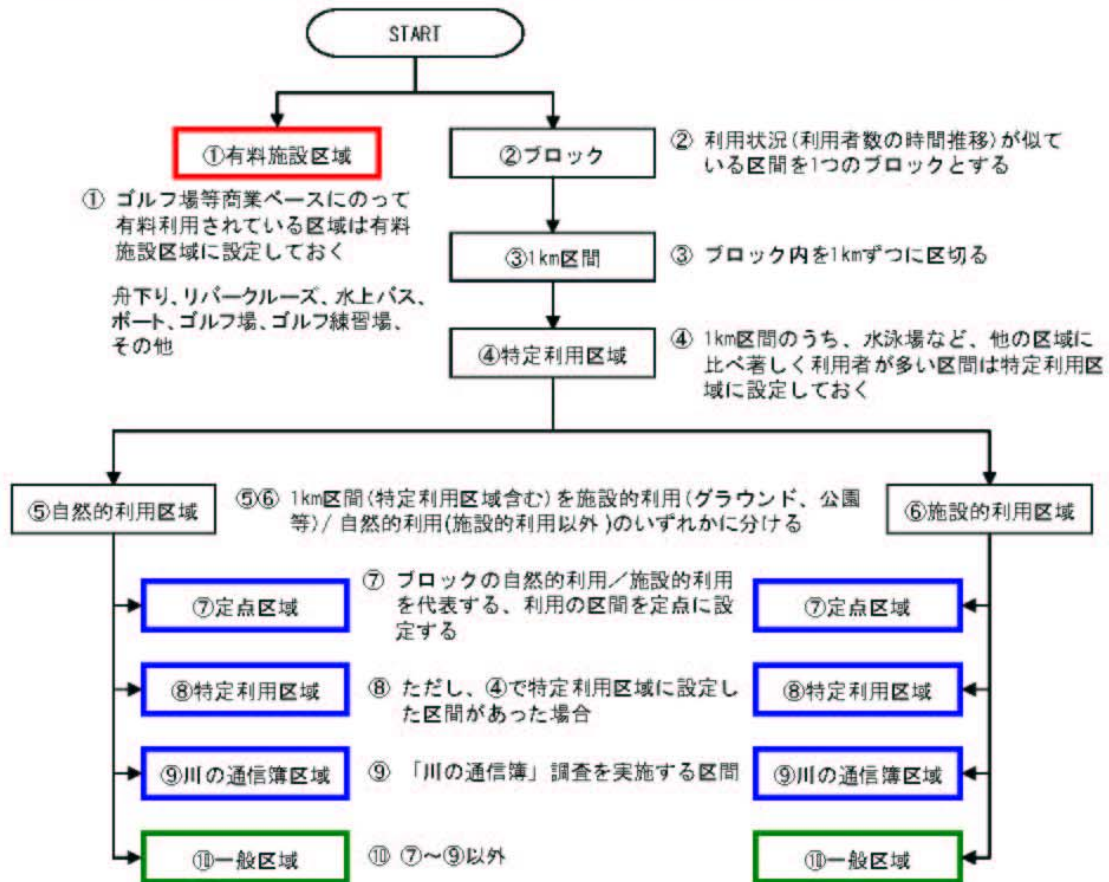 START
①有料施設区域
②ブロック
② 利用状況(利用者数の時間推移)が似て
いる区間を1つのブロックとする
① ゴルフ場等商業ベースにのって
有料利用されている区域は有料
施設区域に設定しておく
舟下り、リバークルーズ、水上バス、
ボート、ゴルフ場、ゴルフ練習場、
その他
③1km区間
③ ブロック内を1kmずつに区切る
④特定利用区域
④ 1km区間のうち、水泳場など、他の区域に
比べ著しく利用者が多い区間は特定利用区
域に設定しておく
⑤自然的利用区域
⑤⑥ 1km区間(特定利用区域含む)を施設的利用(グラウンド、公園
等)/ 自然的利用(施設的利用以外)のいずれかに分ける
⑥施設的利用区域
⑦定点区域
⑦ ブロックの自然的利用／施設的利用
を代表する、利用の区間を定点に設
定する
⑦定点区域
⑧特定利用区域
⑧ ただし、④で特定利用区域に設定し
た区間があった場合
⑧特定利用区域
⑨川の通信簿区域
⑨ 「川の通信簿」調査を実施する区間
⑨川の通信簿区域
⑩一般区域
⑩ ⑦～⑨以外
⑩一般区域